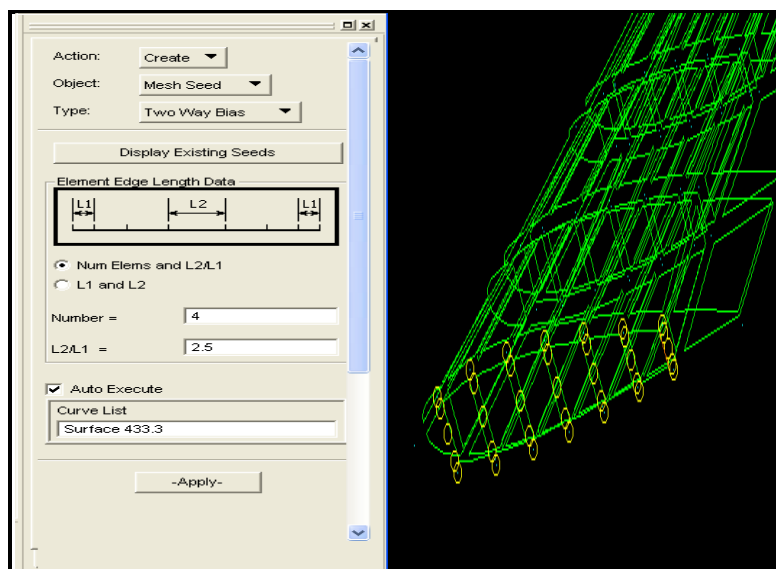 Action: Create
Object: Mesh Seed
Type: Two Way Bias
Display Existing Seeds
Element Edge Length Data
L1 L2 L1
Num Elems and L2/L1
L1 and L2
Number = 4
L2/L1 = 2.5
Auto Execute
Curve List
Surface 433.3
-Apply-